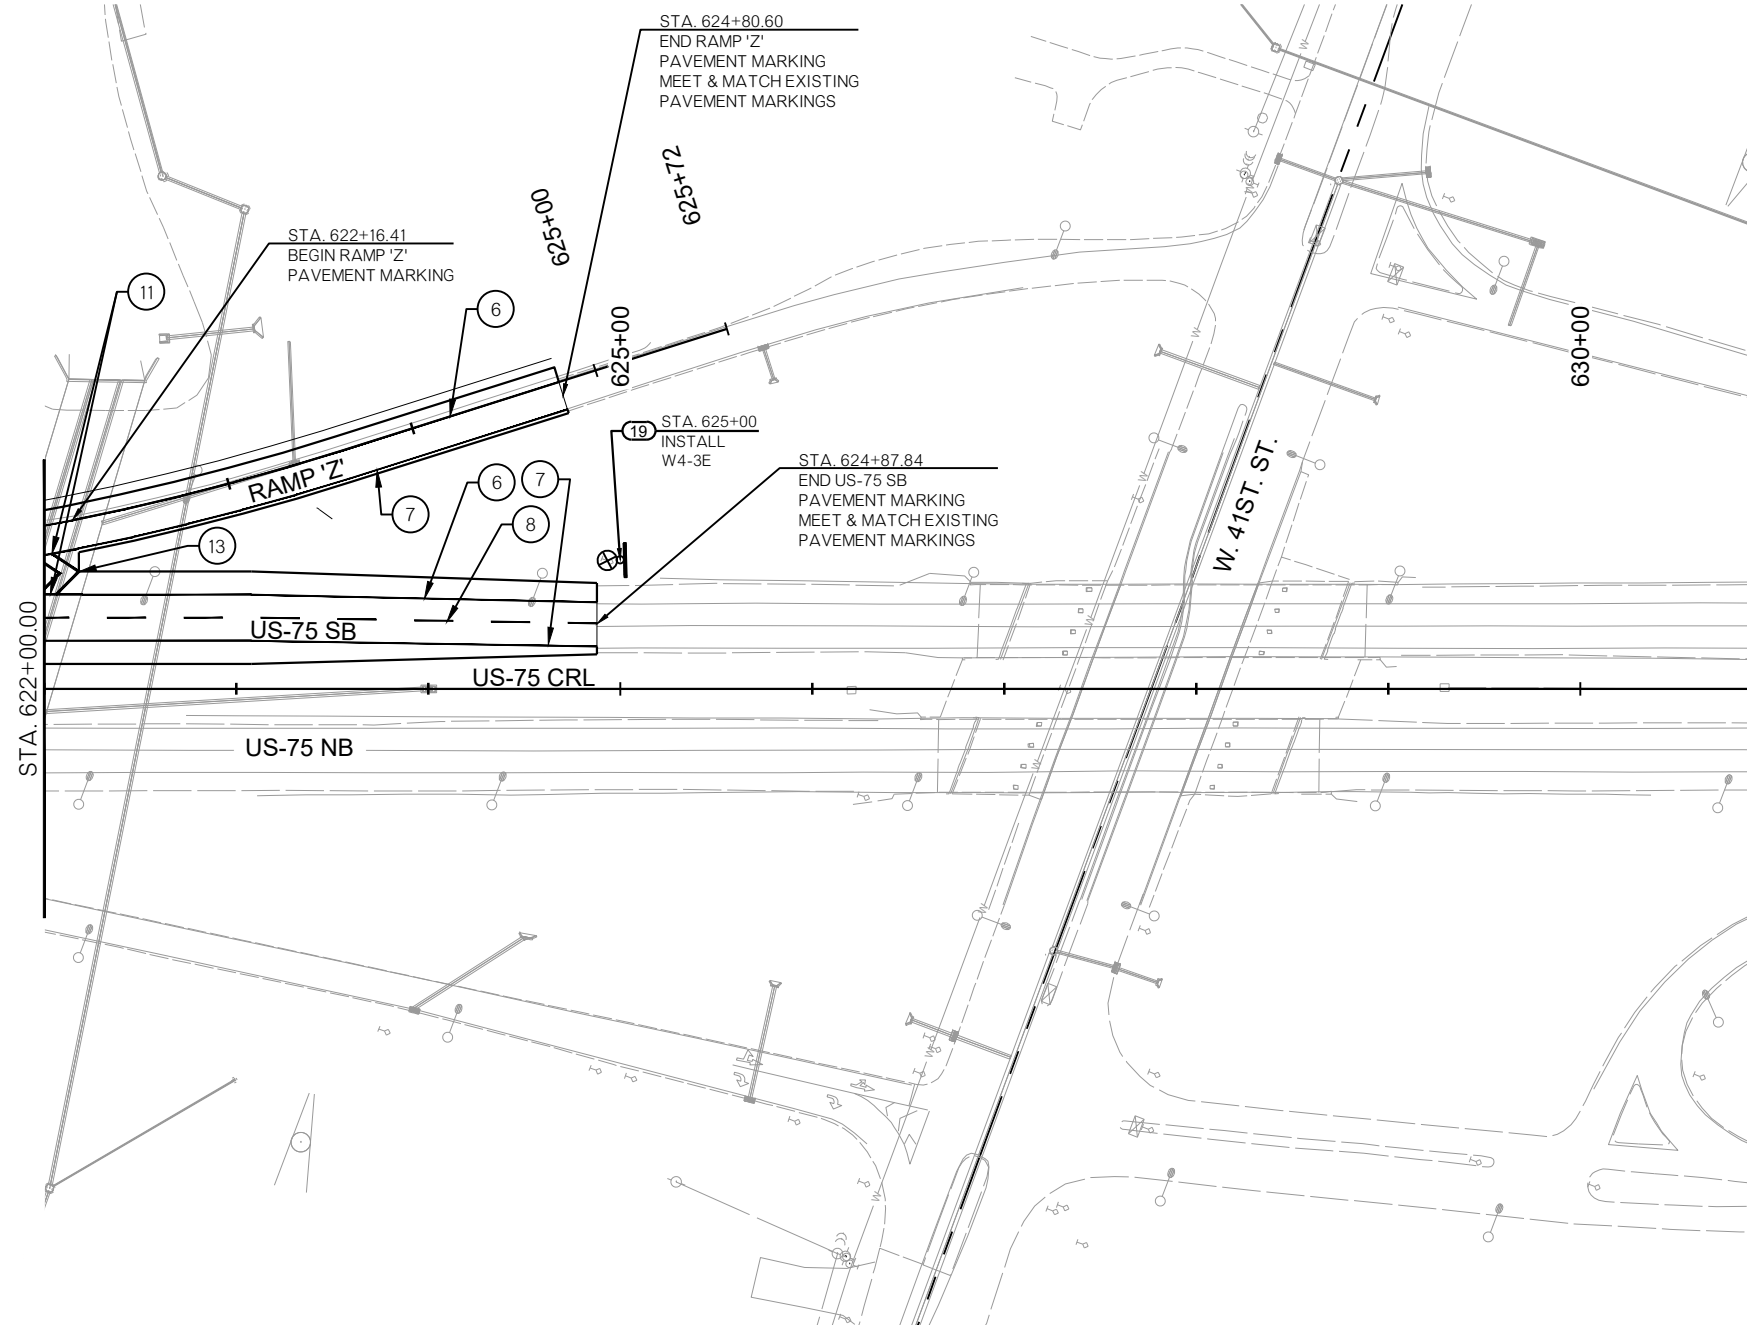 STA. 624+80.60
END RAMP 'Z'
PAVEMENT MARKING
MEET & MATCH EXISTING
PAVEMENT MARKINGS
625+72
625+00
STA. 622+16.41
BEGIN RAMP 'Z'
PAVEMENT MARKING
11
6
625+00
630+00
19
STA. 625+00
INSTALL
W4-3E
STA. 624+87.84
END US-75 SB
PAVEMENT MARKING
MEET & MATCH EXISTING
PAVEMENT MARKINGS
RAMP 'Z'
6
7
7
8
13
W. 41ST. ST.
US-75 SB
US-75 CRL
US-75 NB
STA. 622+00.00
W
W
W
W
W
W
W
W
W
W